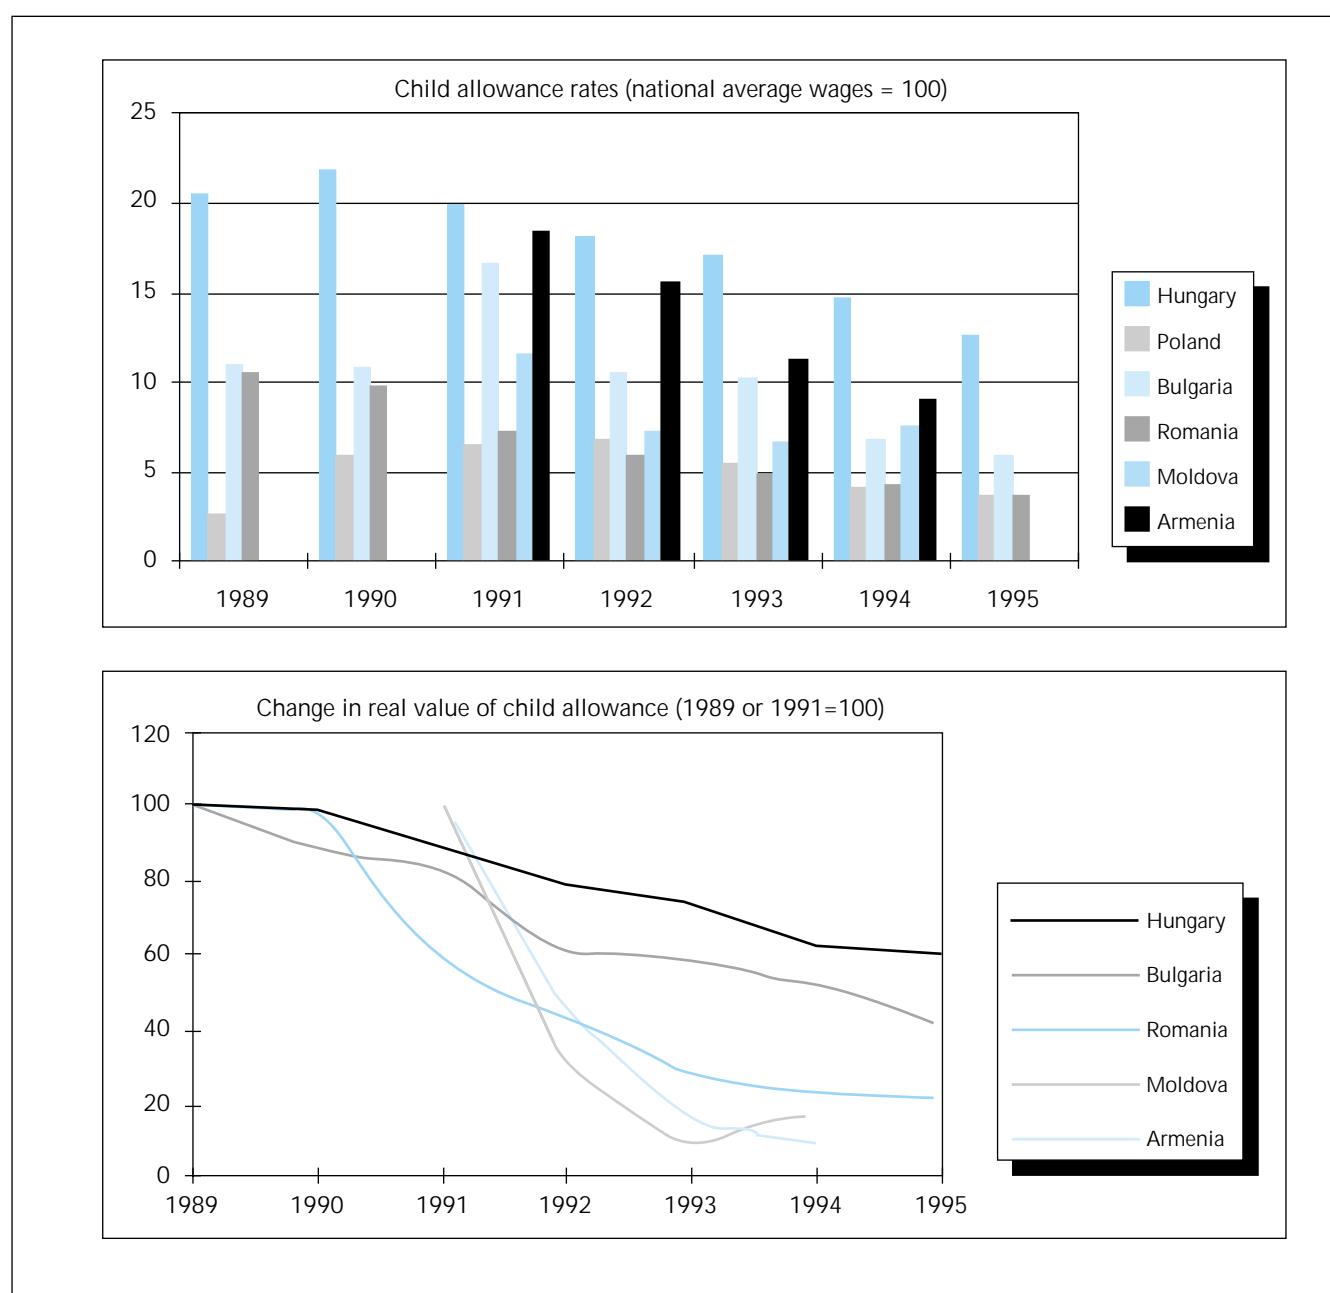 Child allowance rates (national average wages = 100)
25
20
15
10
5
0
1989 1990 1991 1992 1993 1994 1995
Hungary
Poland
Bulgaria
Romania
Moldova
Armenia
Change in real value of child allowance (1989 or 1991=100)
120
100
80
60
40
20
0
1989 1990 1991 1992 1993 1994 1995
Hungary
Bulgaria
Romania
Moldova
Armenia